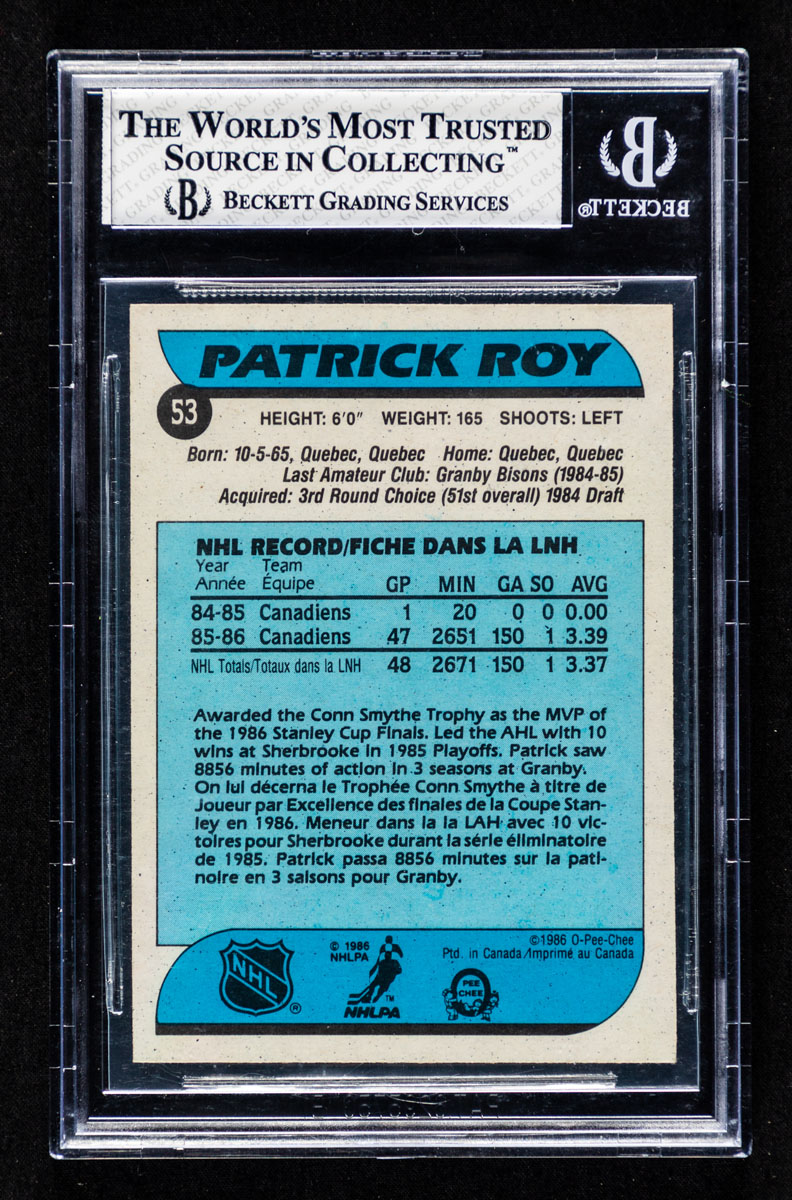 THE WORLD'S MOST TRUSTED
SOURCE IN COLLECTING™
B BECKETT GRADING SERVICES
B
BECKETT®
PATRICK ROY
53
HEIGHT: 6'0" WEIGHT: 165 SHOOTS: LEFT
Born: 10-5-65, Quebec, Quebec Home: Quebec, Quebec
Last Amateur Club: Granby Bisons (1984-85)
Acquired: 3rd Round Choice (51st overall) 1984 Draft
NHL RECORD/FICHE DANS LA LNH
Year Team
Année Équipe GP MIN GA SO AVG
84-85 Canadiens 1 20 0 0 0.00
85-86 Canadiens 47 2651 150 1 3.39
NHL Totals/Totaux dans la LNH 48 2671 150 1 3.37
Awarded the Conn Smythe Trophy as the MVP of
the 1986 Stanley Cup Finals. Led the AHL with 10
wins at Sherbrooke in 1985 Playoffs. Patrick saw
8856 minutes of action in 3 seasons at Granby.
On lui décerna le Trophée Conn Smythe à titre de
Joueur par Excellence des finales de la Coupe Stan-
ley en 1986. Meneur dans la la LAH avec 10 vic-
toires pour Sherbrooke durant la série éliminatoire
de 1985. Patrick passa 8856 minutes sur la pati-
noire en 3 saisons pour Granby.
NHL ®
© 1986
NHLPA
™
NHLPA
©1986 O-Pee-Chee
Ptd. in Canada/Imprimé au Canada
PEE
CHEE